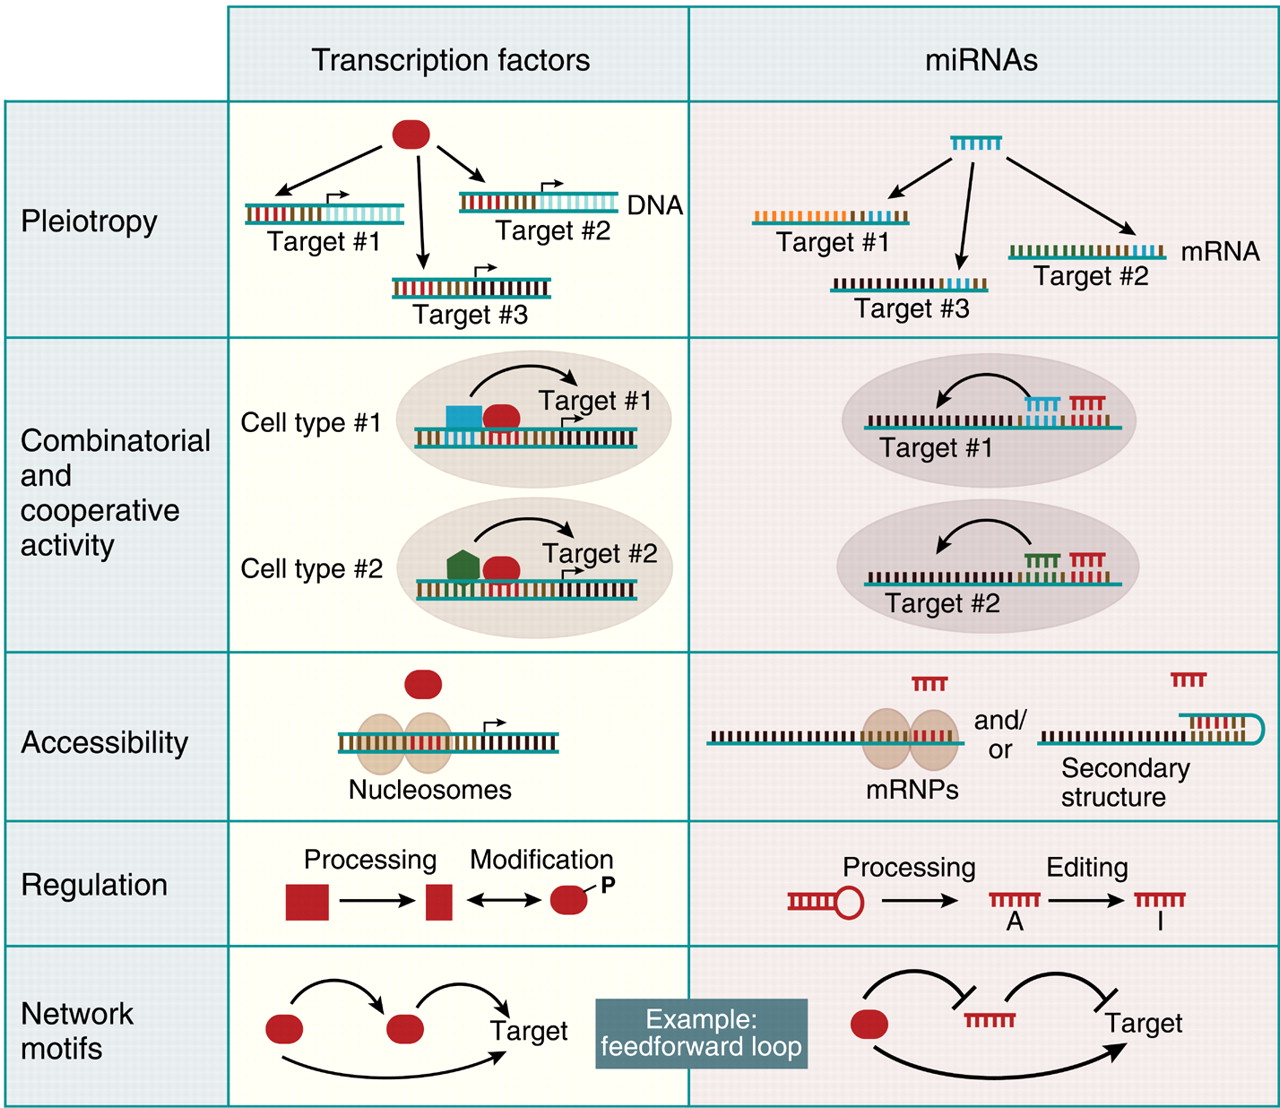 Transcription factors
miRNAs
Pleiotropy
DNA
Target #1
Target #2
Target #3
Target #1
mRNA
Target #2
Target #3
Combinatorial
and
cooperative
activity
Cell type #1
Target #1
Cell type #2
Target #2
Target #1
Target #2
Accessibility
Nucleosomes
mRNPs
and/
or
Secondary
structure
Regulation
Processing
Modification
P
Processing
Editing
A
I
Network
motifs
Target
Example:
feedforward loop
Target